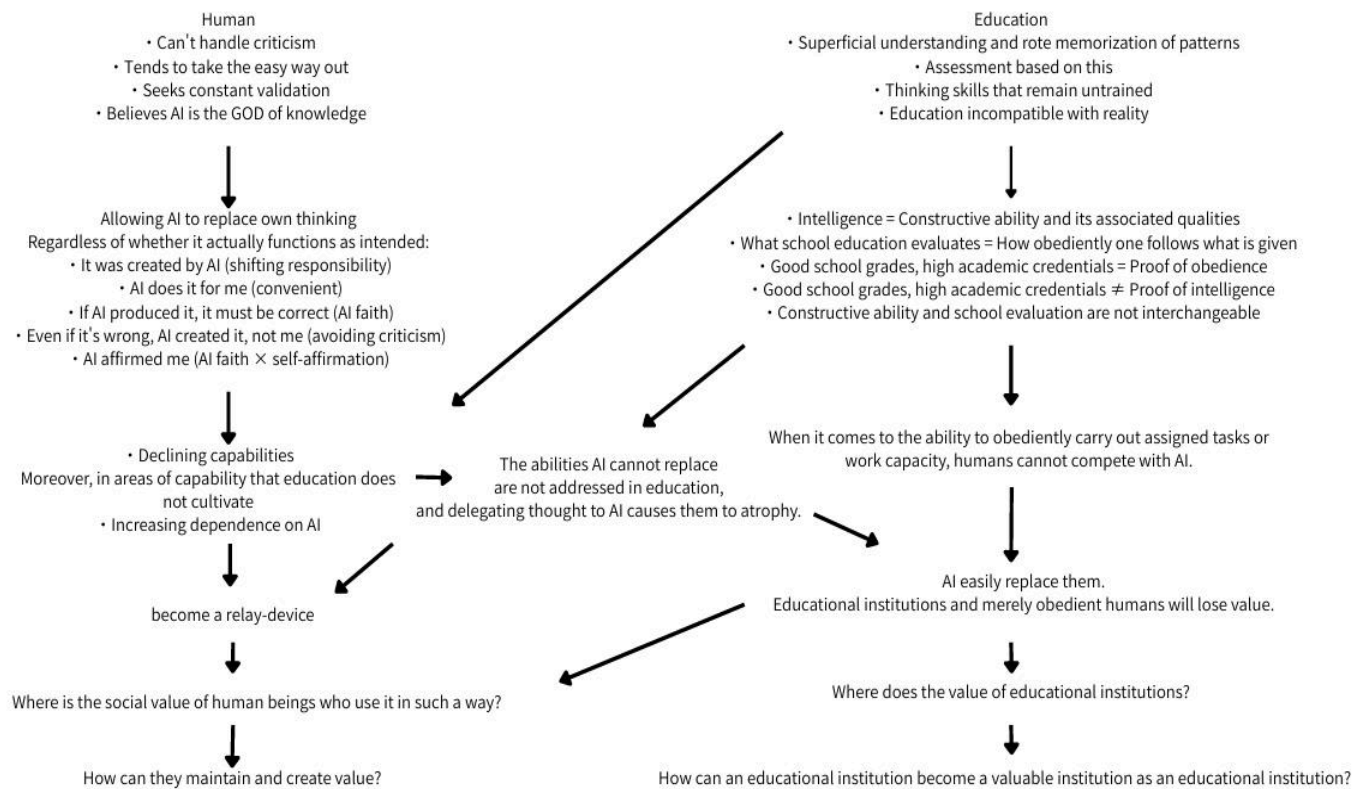 Human
・Can't handle criticism
・Tends to take the easy way out
・Seeks constant validation
・Believes AI is the GOD of knowledge
Allowing AI to replace own thinking
Regardless of whether it actually functions as intended:
・It was created by AI (shifting responsibility)
・AI does it for me (convenient)
・If AI produced it, it must be correct (AI faith)
・Even if it's wrong, AI created it, not me (avoiding criticism)
・AI affirmed me (AI faith × self-affirmation)
・Declining capabilities
Moreover, in areas of capability that education does
not cultivate
・Increasing dependence on AI
become a relay-device
Where is the social value of human beings who use it in such a way?
How can they maintain and create value?
The abilities AI cannot replace
are not addressed in education,
and delegating thought to AI causes them to atrophy.
Education
・Superficial understanding and rote memorization of patterns
・Assessment based on this
・Thinking skills that remain untrained
・Education incompatible with reality
・Intelligence = Constructive ability and its associated qualities
・What school education evaluates = How obediently one follows what is given
・Good school grades, high academic credentials = Proof of obedience
・Good school grades, high academic credentials ≠ Proof of intelligence
・Constructive ability and school evaluation are not interchangeable
When it comes to the ability to obediently carry out assigned tasks or
work capacity, humans cannot compete with AI.
AI easily replace them.
Educational institutions and merely obedient humans will lose value.
Where does the value of educational institutions?
How can an educational institution become a valuable institution as an educational institution?